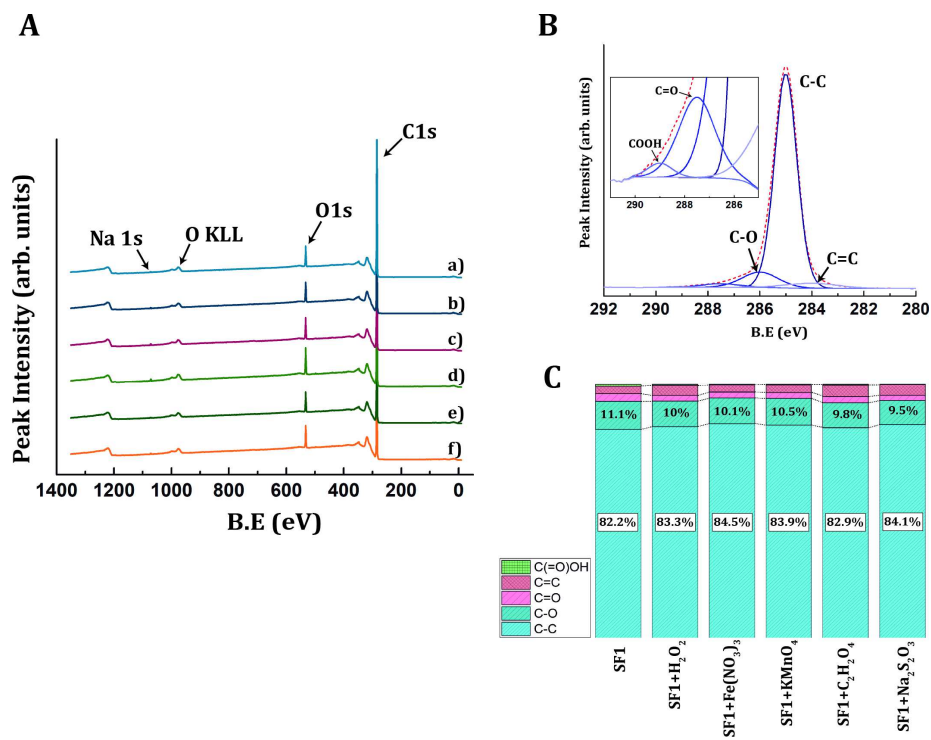 A
Peak Intensity (arb. units)
C1s
O1s
Na 1s
O KLL
a)
b)
c)
d)
e)
f)
1400 1200 1000 800 600 400 200 0
B.E (eV)
B
Peak Intensity (arb. units)
C-C
C=O
COOH
290 288 286
C-O
C=C
292 290 288 286 284 282 280
B.E (eV)
C
11.1% 10% 10.1% 10.5% 9.8% 9.5%
82.2% 83.3% 84.5% 83.9% 82.9% 84.1%
C(=O)OH
C=C
C=O
C-O
C-C
SF1
SF1+H₂O₂
SF1+Fe(NO₃)₃
SF1+KMnO₄
SF1+C₂H₂O₄
SF1+Na₂S₂O₃